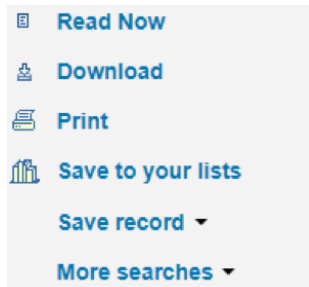 Read Now
Download
Print
Save to your lists
Save record
More searches